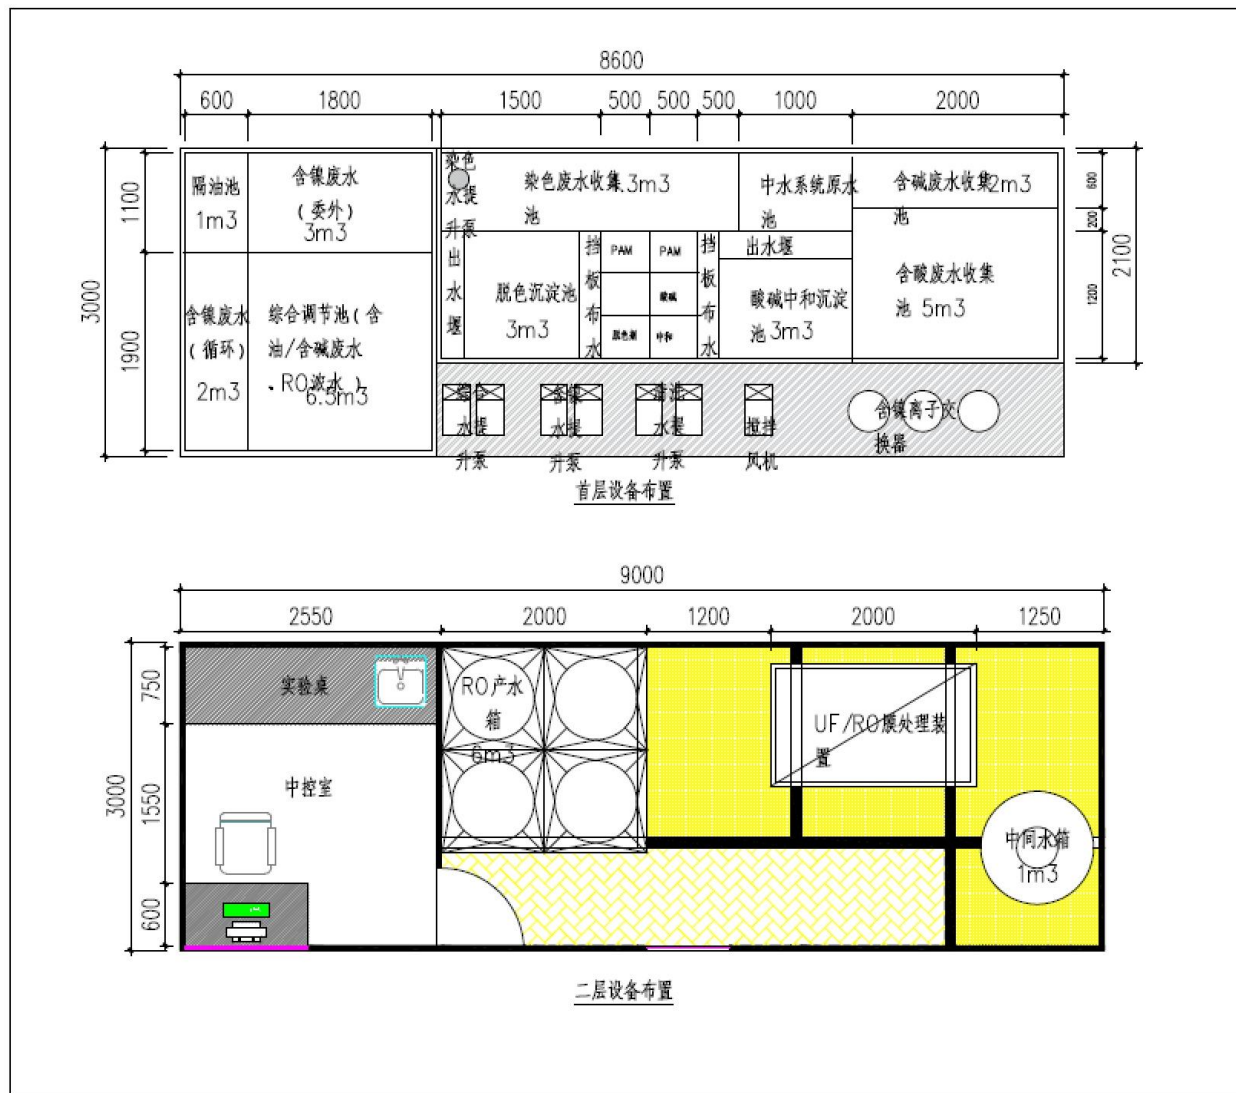 8600
600
1800
1500
500
500
500
1000
2000
3000
1100
1900
600
200
1200
2100
隔油池
1m3
含镍废水
(委外)
3m3
染色
水提
升泵
染色废水收集
池
3m3
中水系统原水
池
含碱废水收集
池
2m3
含镍废水
(循环)
2m3
综合调节池(含
油/含碱废水
、RO浓水)
6.5m3
出水堰
脱色沉淀池
3m3
挡板布水
PAM
PAM
酸碱
脱色剂
中和
挡板布水
出水堰
酸碱中和沉淀
池
3m3
含酸废水收集
池 5m3
综合
水提
升泵
含镍
水提
升泵
清洗
水提
升泵
搅拌
风机
含镍离子交
换器
首层设备布置
9000
2550
2000
1200
2000
1250
3000
750
1550
600
实验桌
RO产水
箱
6m3
UF/RO膜处理装
置
中控室
中间水箱
1m3
二层设备布置